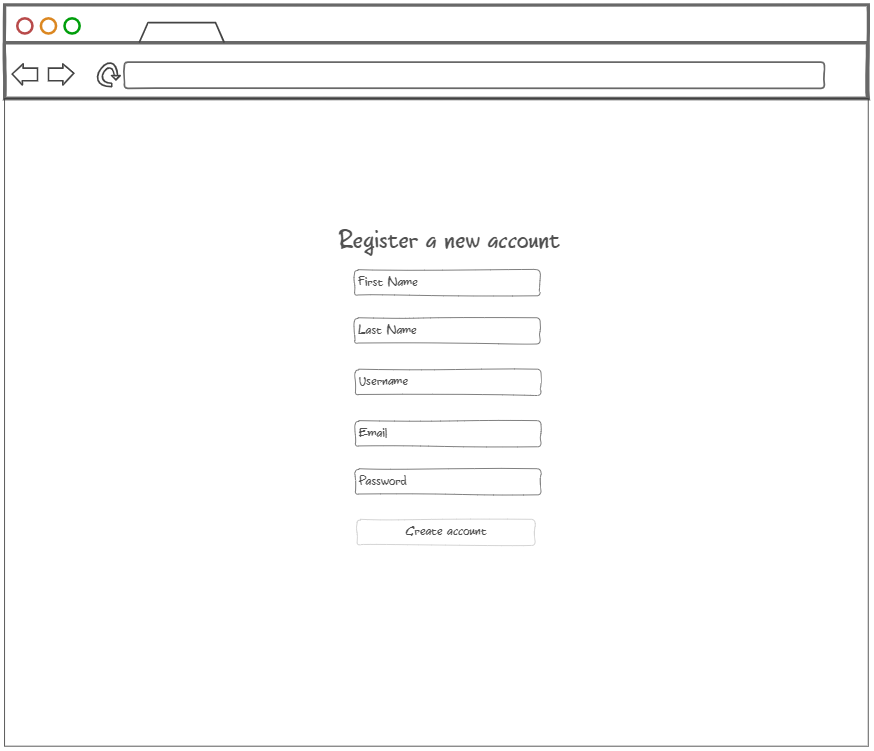 Register a new account
First Name
Last Name
Username
Email
Password
Create account